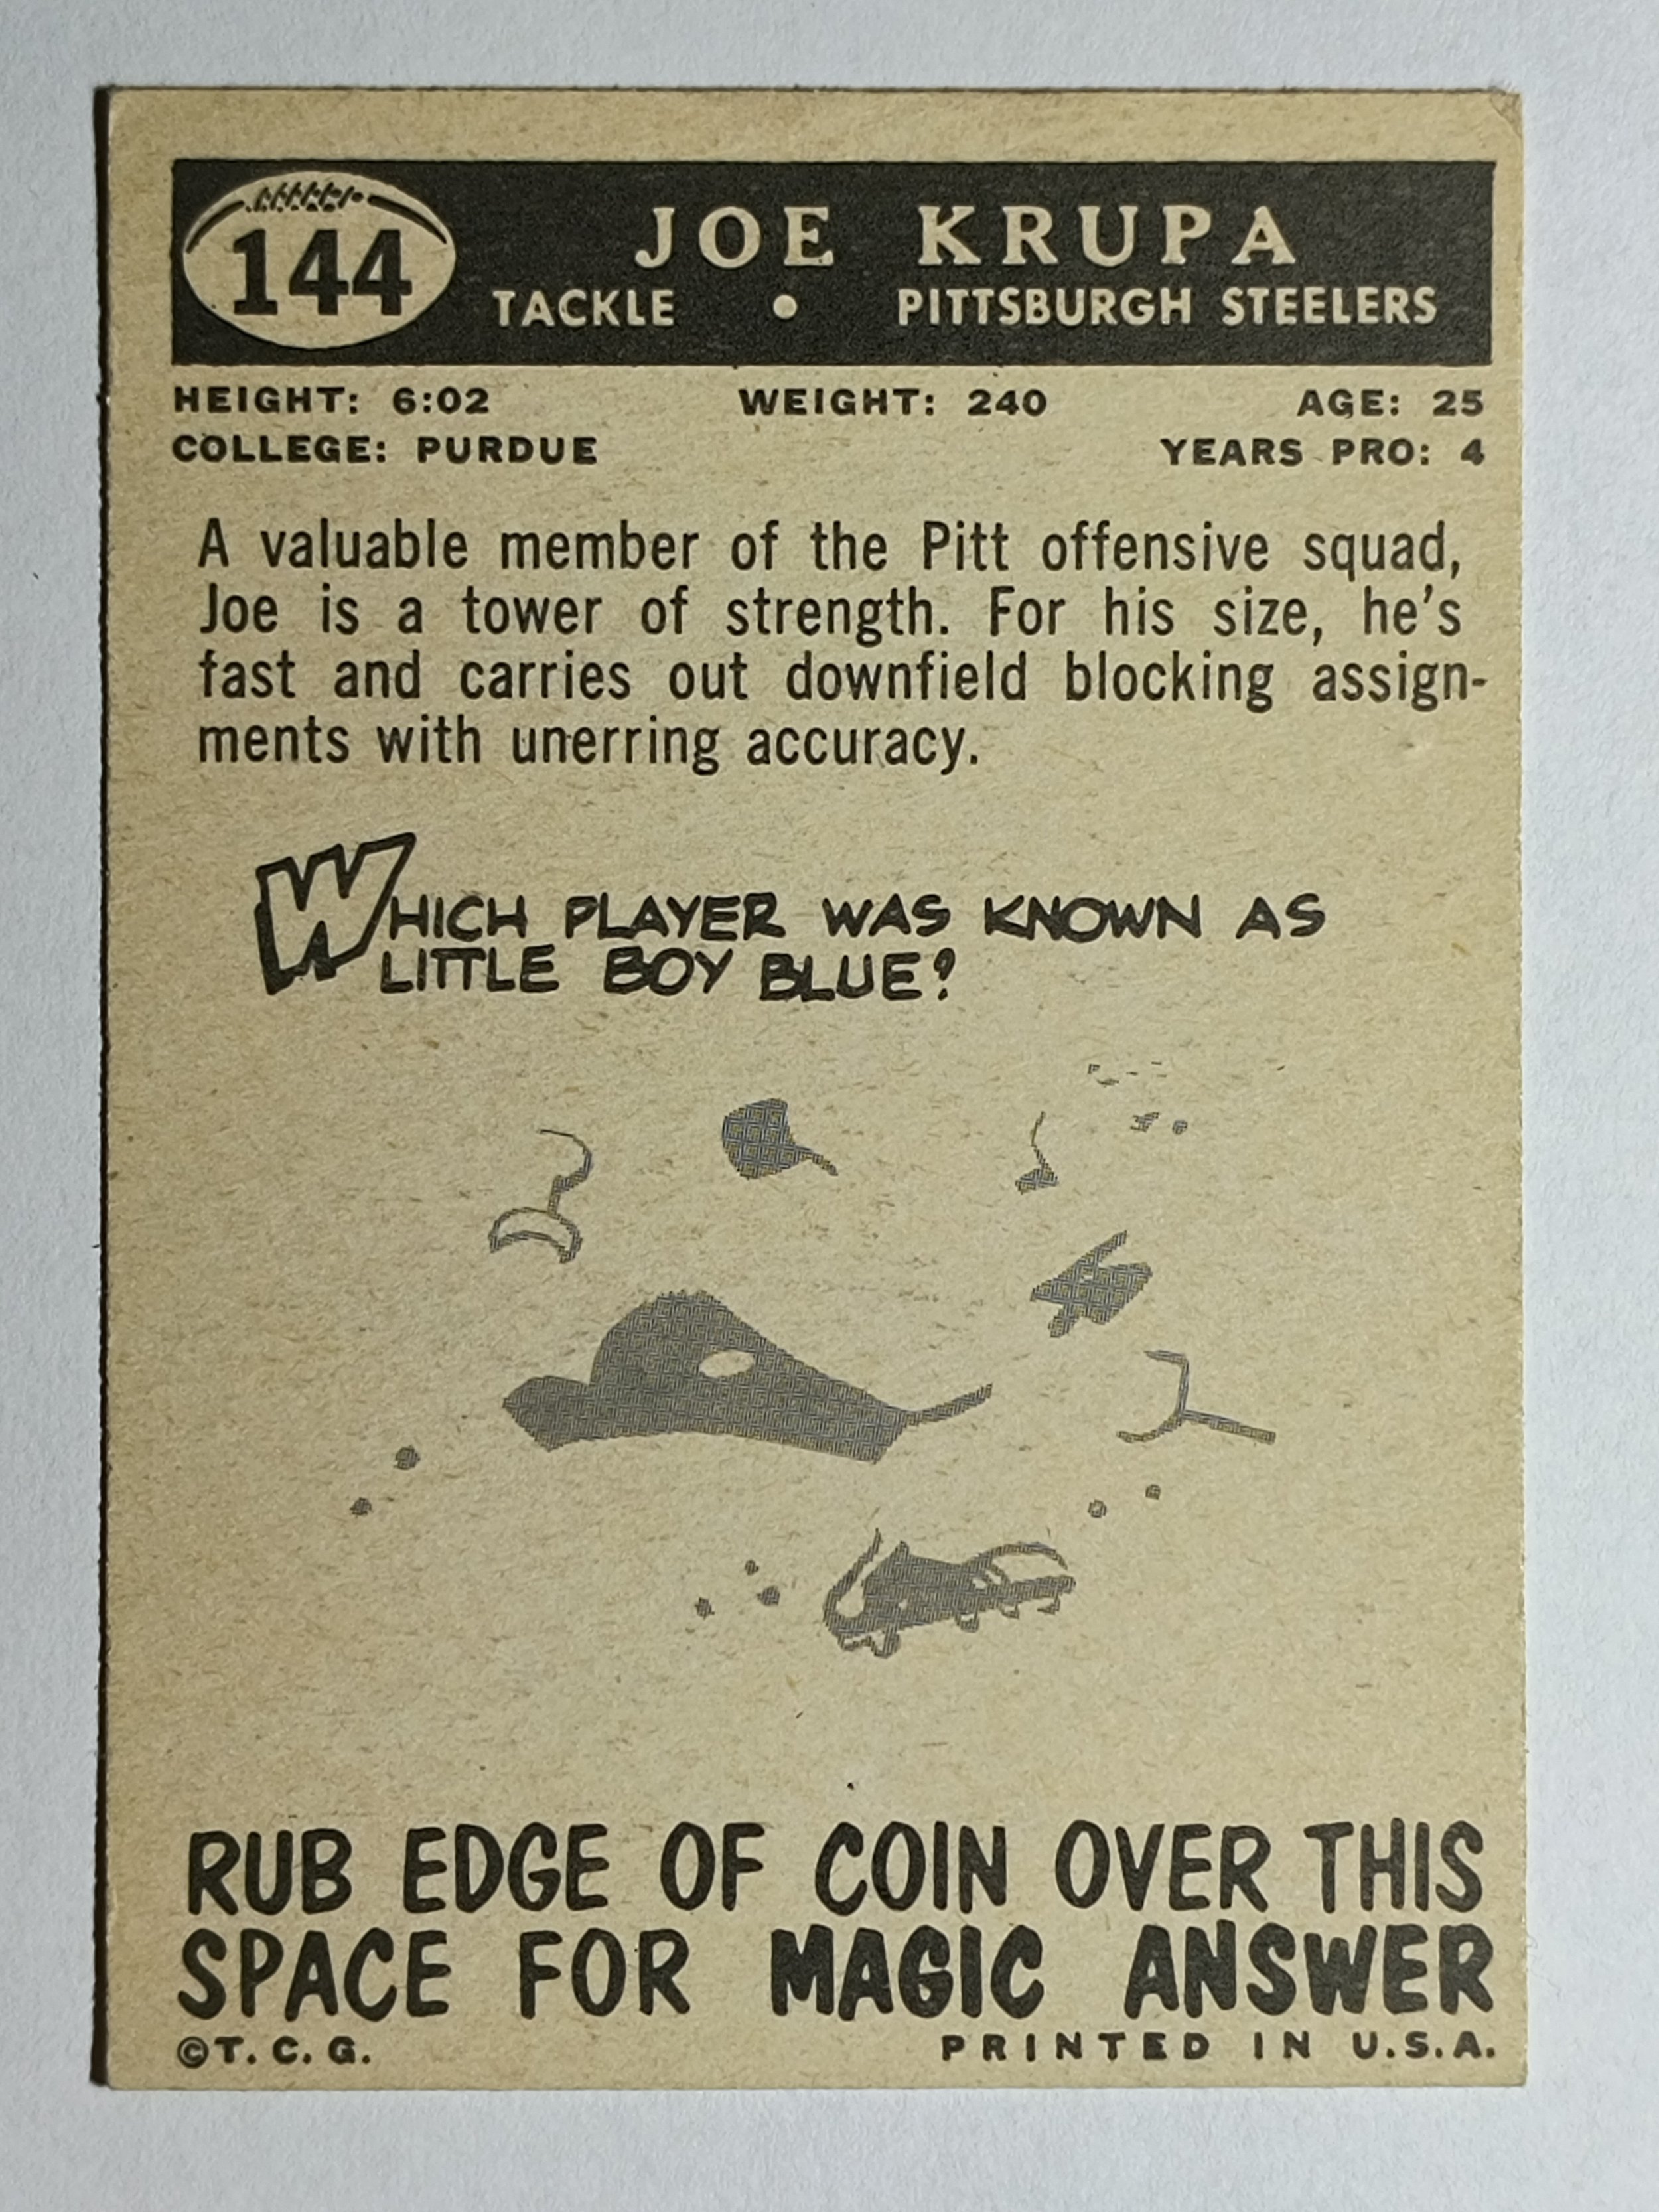 144
JOE KRUPA
TACKLE • PITTSBURGH STEELERS
HEIGHT: 6:02 WEIGHT: 240 AGE: 25
COLLEGE: PURDUE YEARS PRO: 4
A valuable member of the Pitt offensive squad,
Joe is a tower of strength. For his size, he's
fast and carries out downfield blocking assign-
ments with unerring accuracy.
WHICH PLAYER WAS KNOWN AS
LITTLE BOY BLUE?
RUB EDGE OF COIN OVER THIS
SPACE FOR MAGIC ANSWER
©T.C.G. PRINTED IN U.S.A.